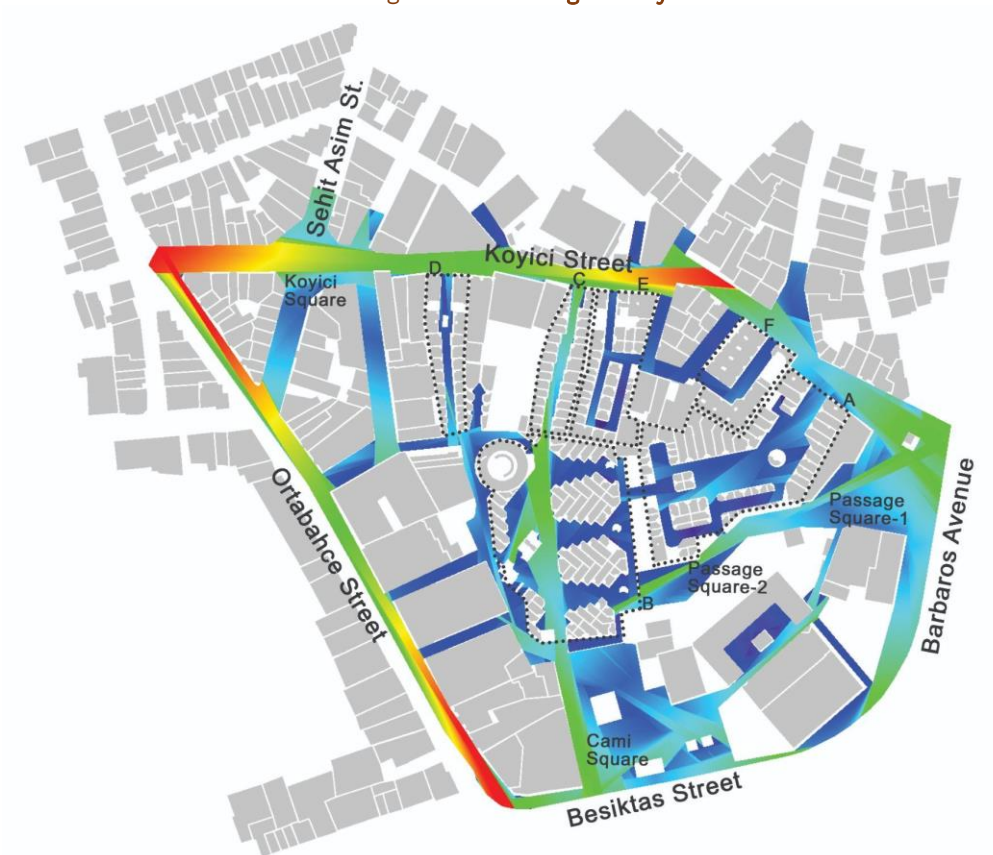 Sehit Asim St.
Koyici Street
D
C
E
F
A
Koyici
Square
Ortabahce Street
Passage
Square-1
Passage
Square-2
B
Barbaros Avenue
Cami
Square
Besiktas Street